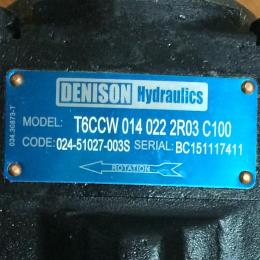 DENISON Hydraulics
MODEL: T6CCW 014 022 2R03 C100
CODE: 024-51027-003S SERIAL: BC151117411
ROTATION
034.30873-T